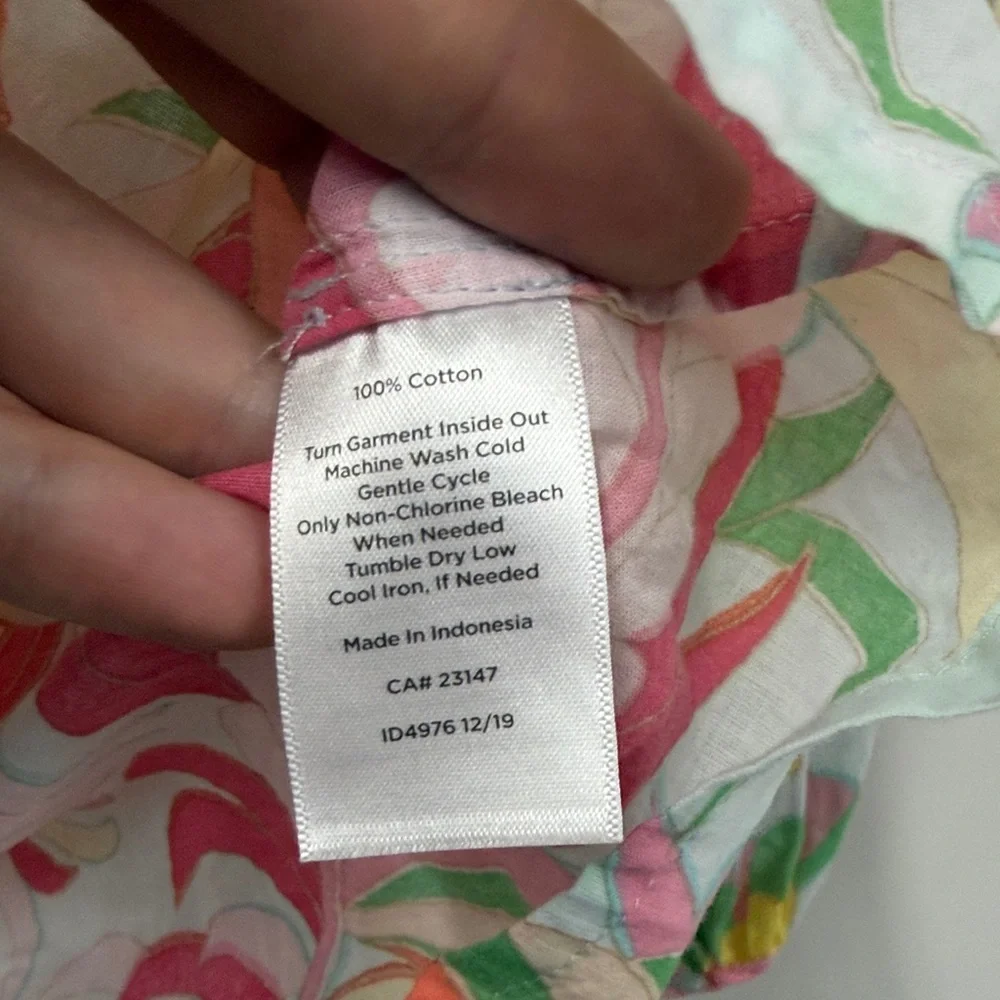 100% Cotton
Turn Garment Inside Out
Machine Wash Cold
Gentle Cycle
Only Non-Chlorine Bleach
When Needed
Tumble Dry Low
Cool Iron, If Needed
Made In Indonesia
CA# 23147
ID4976 12/19